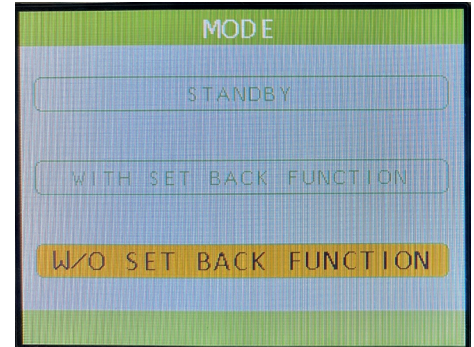 MODE
STANDBY
WITH SET BACK FUNCTION
W/O SET BACK FUNCTION